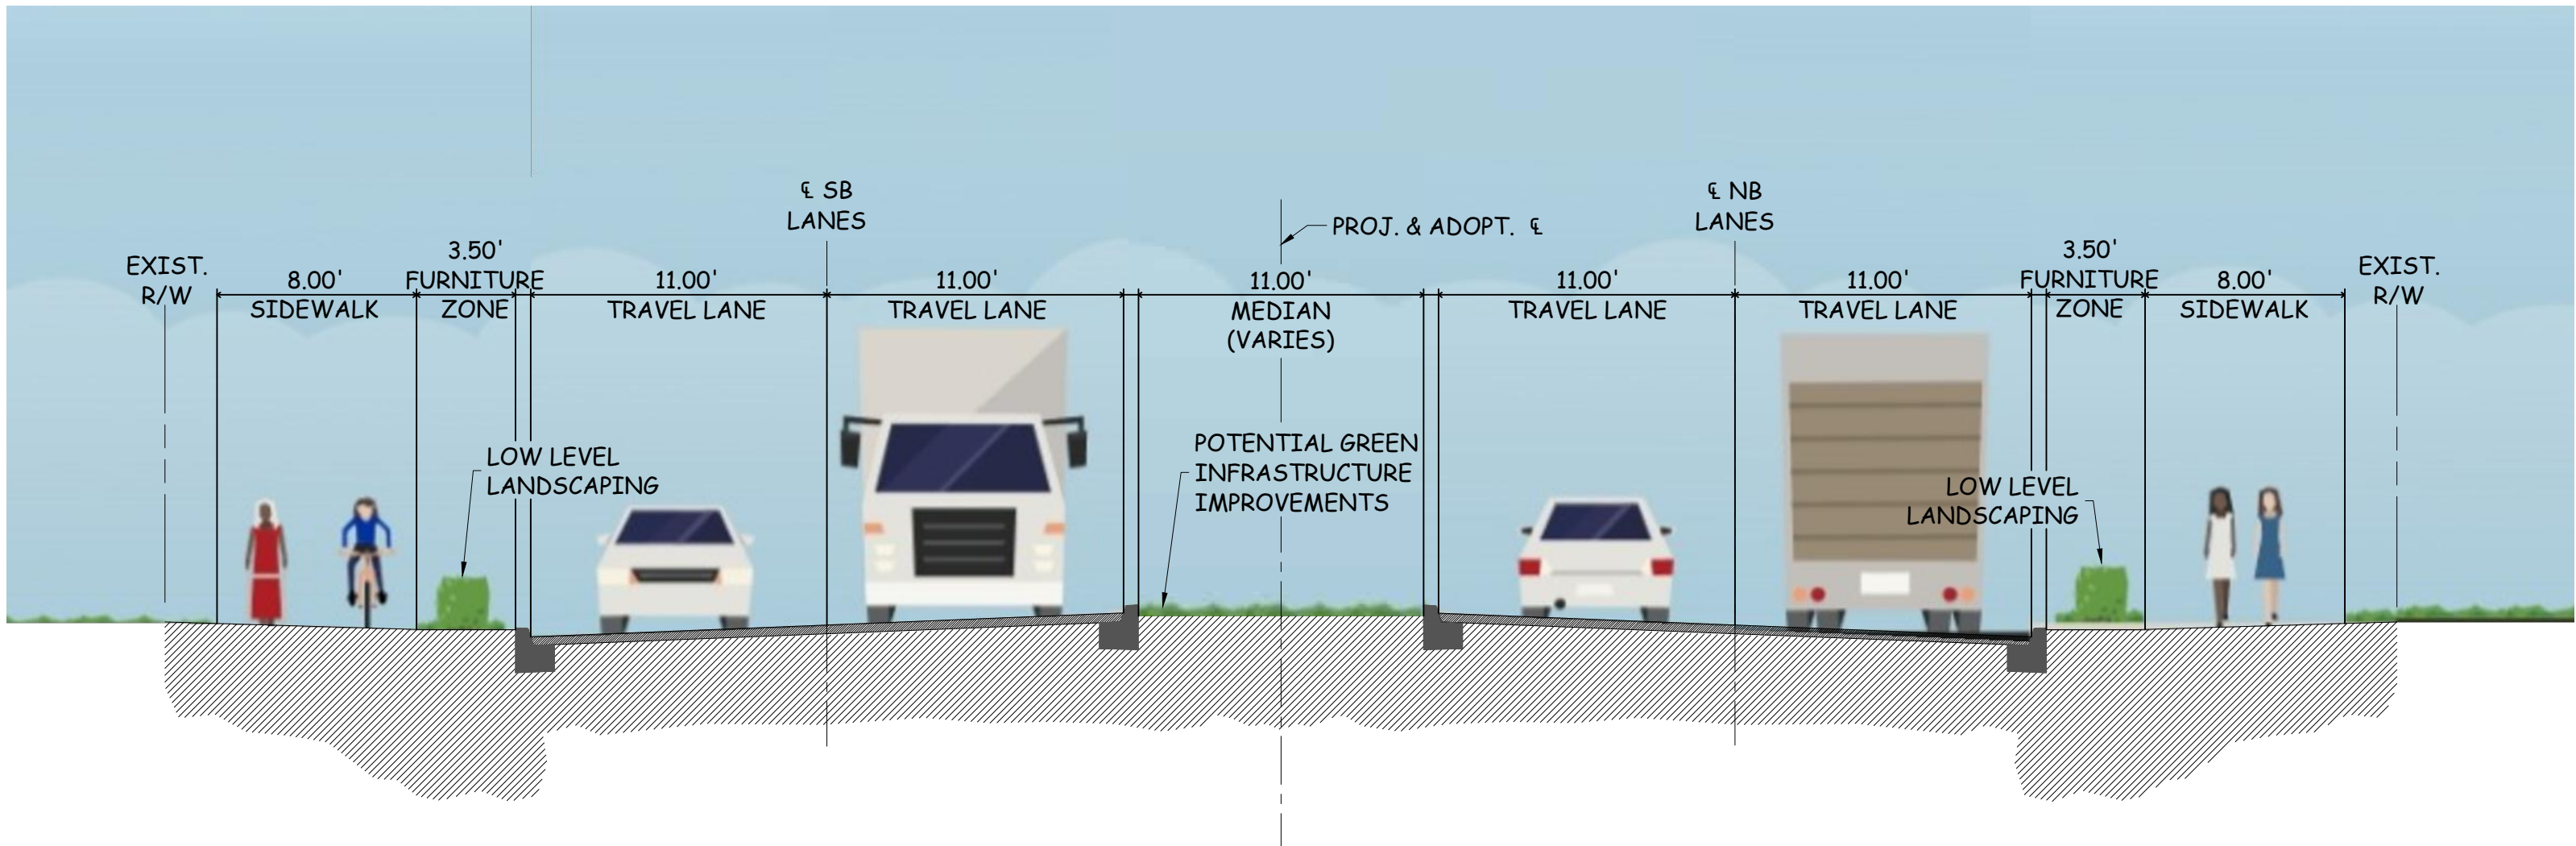 ℄ SB
LANES
℄ NB
LANES
PROJ. & ADOPT. ℄
EXIST.
R/W
8.00'
SIDEWALK
3.50'
FURNITURE
ZONE
11.00'
TRAVEL LANE
11.00'
TRAVEL LANE
11.00'
MEDIAN
(VARIES)
11.00'
TRAVEL LANE
11.00'
TRAVEL LANE
3.50'
FURNITURE
ZONE
8.00'
SIDEWALK
EXIST.
R/W
LOW LEVEL
LANDSCAPING
POTENTIAL GREEN
INFRASTRUCTURE
IMPROVEMENTS
LOW LEVEL
LANDSCAPING